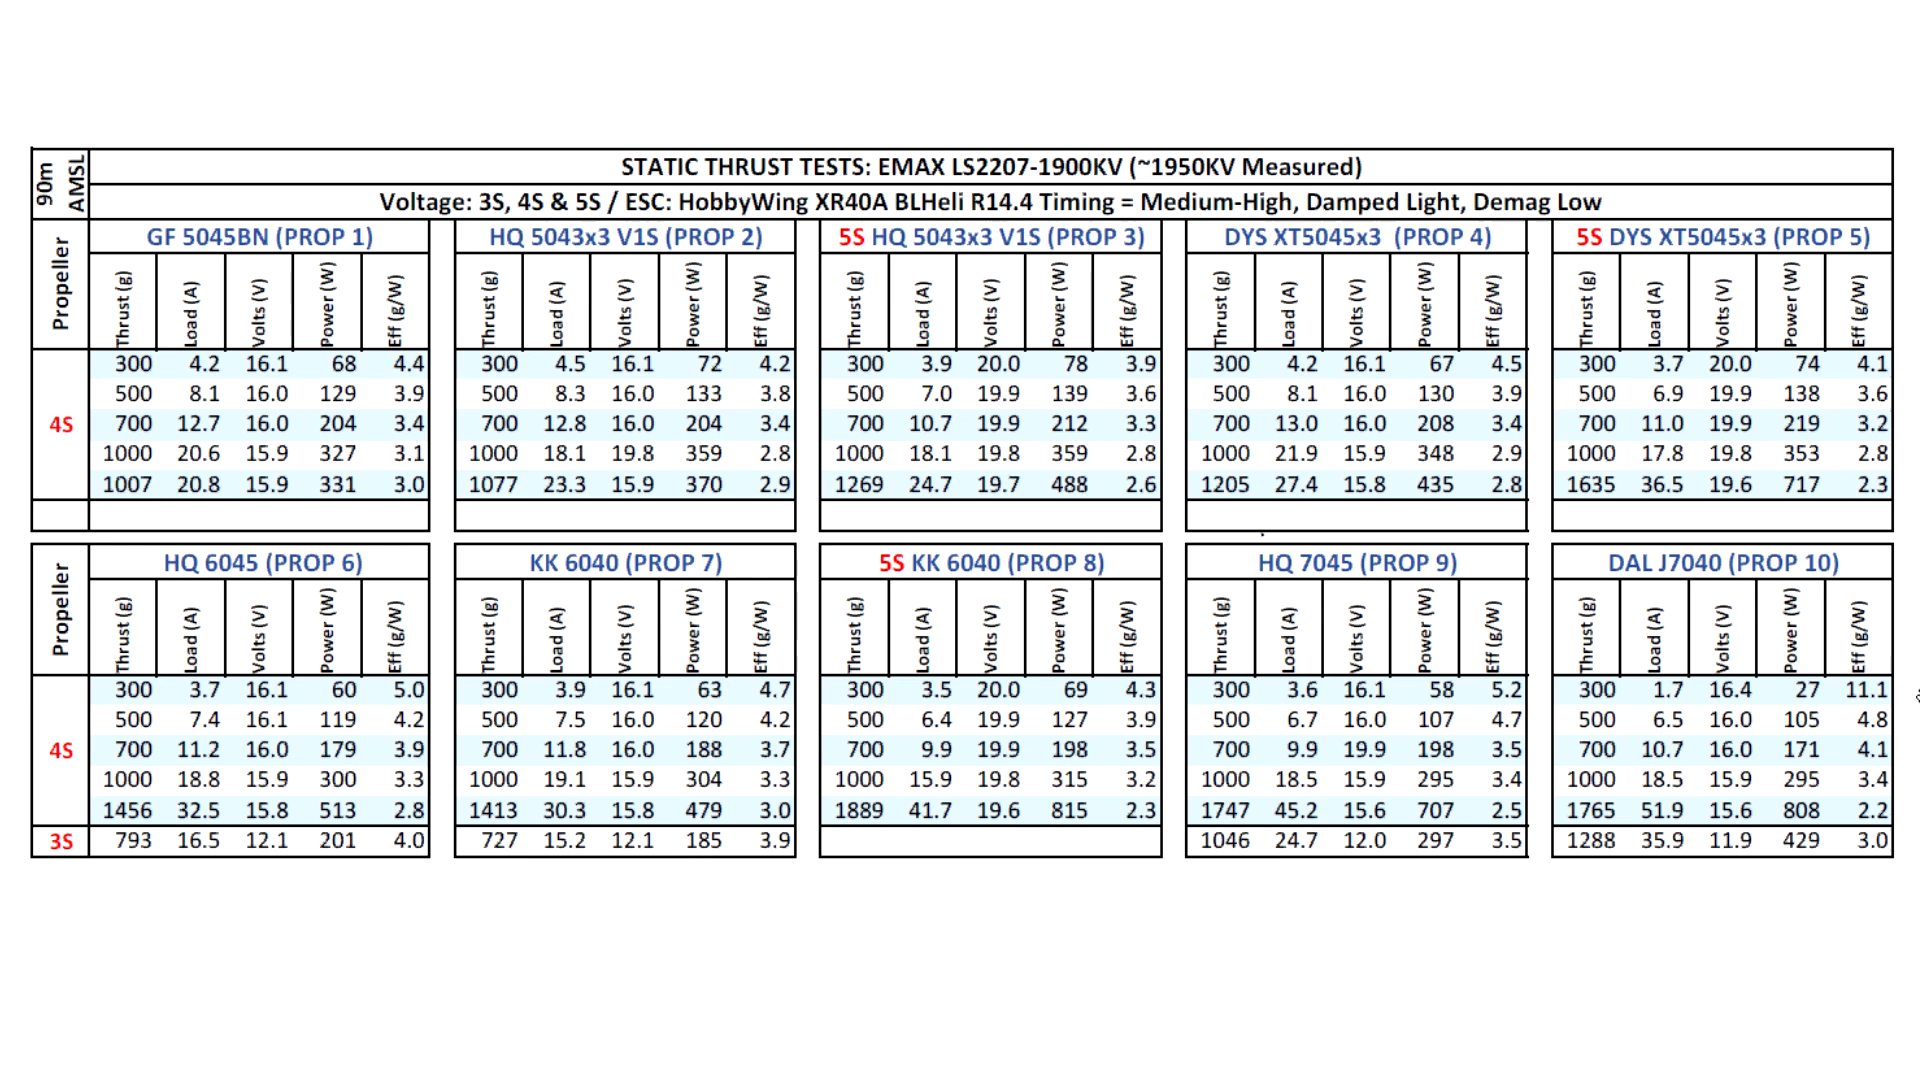 90m AMSL
STATIC THRUST TESTS: EMAX LS2207-1900KV (~1950KV Measured)
Voltage: 3S, 4S & 5S / ESC: HobbyWing XR40A BLHeli R14.4 Timing = Medium-High, Damped Light, Demag Low
Propeller GF 5045BN (PROP 1) HQ 5043x3 V1S (PROP 2) 5S HQ 5043x3 V1S (PROP 3) DYS XT5045x3 (PROP 4) 5S DYS XT5045x3 (PROP 5)
Thrust (g) Load (A) Volts (V) Power (W) Eff (g/W) Thrust (g) Load (A) Volts (V) Power (W) Eff (g/W) Thrust (g) Load (A) Volts (V) Power (W) Eff (g/W) Thrust (g) Load (A) Volts (V) Power (W) Eff (g/W) Thrust (g) Load (A) Volts (V) Power (W) Eff (g/W)
300 4.2 16.1 68 4.4 300 4.5 16.1 72 4.2 300 3.9 20.0 78 3.9 300 4.2 16.1 67 4.5 300 3.7 20.0 74 4.1
500 8.1 16.0 129 3.9 500 8.3 16.0 133 3.8 500 7.0 19.9 139 3.6 500 8.1 16.0 130 3.9 500 6.9 19.9 138 3.6
4S 700 12.7 16.0 204 3.4 700 12.8 16.0 204 3.4 700 10.7 19.9 212 3.3 700 13.0 16.0 208 3.4 700 11.0 19.9 219 3.2
1000 20.6 15.9 327 3.1 1000 18.1 19.8 359 2.8 1000 18.1 19.8 359 2.8 1000 21.9 15.9 348 2.9 1000 17.8 19.8 353 2.8
1007 20.8 15.9 331 3.0 1077 23.3 15.9 370 2.9 1269 24.7 19.7 488 2.6 1205 27.4 15.8 435 2.8 1635 36.5 19.6 717 2.3
Propeller HQ 6045 (PROP 6) KK 6040 (PROP 7) 5S KK 6040 (PROP 8) HQ 7045 (PROP 9) DAL J7040 (PROP 10)
Thrust (g) Load (A) Volts (V) Power (W) Eff (g/W) Thrust (g) Load (A) Volts (V) Power (W) Eff (g/W) Thrust (g) Load (A) Volts (V) Power (W) Eff (g/W) Thrust (g) Load (A) Volts (V) Power (W) Eff (g/W) Thrust (g) Load (A) Volts (V) Power (W) Eff (g/W)
300 3.7 16.1 60 5.0 300 3.9 16.1 63 4.7 300 3.5 20.0 69 4.3 300 3.6 16.1 58 5.2 300 1.7 16.4 27 11.1
500 7.4 16.1 119 4.2 500 7.5 16.0 120 4.2 500 6.4 19.9 127 3.9 500 6.7 16.0 107 4.7 500 6.5 16.0 105 4.8
4S 700 11.2 16.0 179 3.9 700 11.8 16.0 188 3.7 700 9.9 19.9 198 3.5 700 9.9 19.9 198 3.5 700 10.7 16.0 171 4.1
1000 18.8 15.9 300 3.3 1000 19.1 15.9 304 3.3 1000 15.9 19.8 315 3.2 1000 18.5 15.9 295 3.4 1000 18.5 15.9 295 3.4
1456 32.5 15.8 513 2.8 1413 30.3 15.8 479 3.0 1889 41.7 19.6 815 2.3 1747 45.2 15.6 707 2.5 1765 51.9 15.6 808 2.2
3S 793 16.5 12.1 201 4.0 727 15.2 12.1 185 3.9 1046 24.7 12.0 297 3.5 1288 35.9 11.9 429 3.0